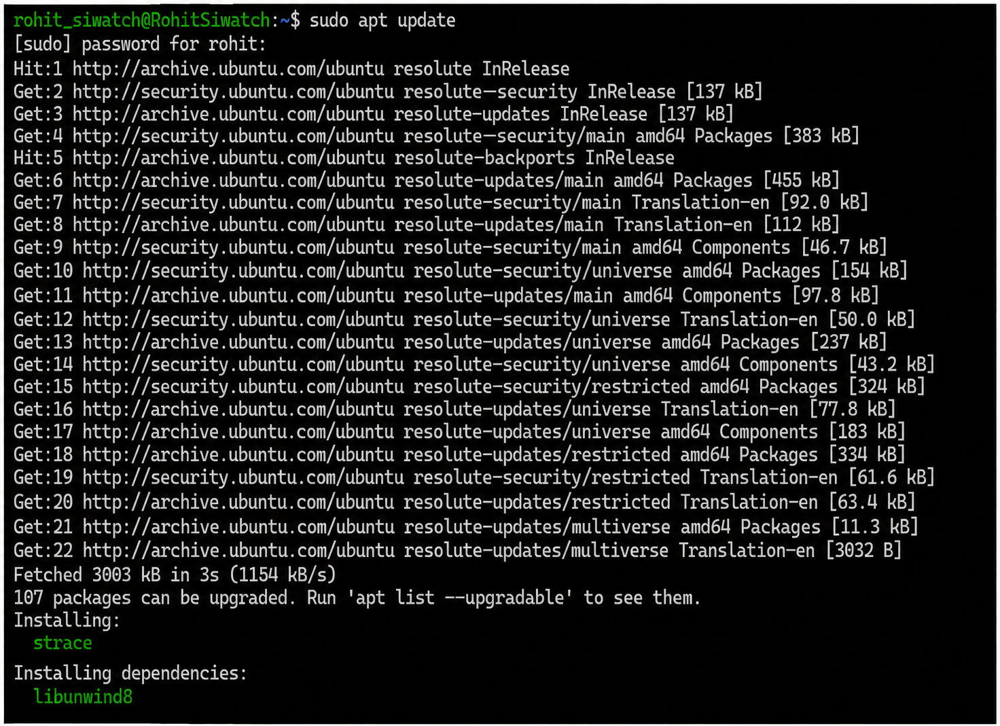 rohit_siwatch@RohitSiwatch:~$ sudo apt update
[sudo] password for rohit:
Hit:1 http://archive.ubuntu.com/ubuntu resolute InRelease
Get:2 http://security.ubuntu.com/ubuntu resolute—security InRelease [137 kB]
Get:3 http://archive.ubuntu.com/ubuntu resolute-updates InRelease [137 kB]
Get:4 http://security.ubuntu.com/ubuntu resolute—security/main amd64 Packages [383 kB]
Hit:5 http://archive.ubuntu.com/ubuntu resolute-backports InRelease
Get:6 http://archive.ubuntu.com/ubuntu resolute-updates/main amd64 Packages [455 kB]
Get:7 http://security.ubuntu.com/ubuntu resolute-security/main Translation-en [92.0 kB]
Get:8 http://archive.ubuntu.com/ubuntu resolute-updates/main Translation-en [112 kB]
Get:9 http://security.ubuntu.com/ubuntu resolute-security/main amd64 Components [46.7 kB]
Get:10 http://security.ubuntu.com/ubuntu resolute-security/universe amd64 Packages [154 kB]
Get:11 http://archive.ubuntu.com/ubuntu resolute-updates/main amd64 Components [97.8 kB]
Get:12 http://security.ubuntu.com/ubuntu resolute-security/universe Translation-en [50.0 kB]
Get:13 http://archive.ubuntu.com/ubuntu resolute-updates/universe amd64 Packages [237 kB]
Get:14 http://security.ubuntu.com/ubuntu resolute-security/universe amd64 Components [43.2 kB]
Get:15 http://security.ubuntu.com/ubuntu resolute-security/restricted amd64 Packages [324 kB]
Get:16 http://archive.ubuntu.com/ubuntu resolute-updates/universe Translation-en [77.8 kB]
Get:17 http://archive.ubuntu.com/ubuntu resolute-updates/universe amd64 Components [183 kB]
Get:18 http://archive.ubuntu.com/ubuntu resolute-updates/restricted amd64 Packages [334 kB]
Get:19 http://security.ubuntu.com/ubuntu resolute-security/restricted Translation-en [61.6 kB]
Get:20 http://archive.ubuntu.com/ubuntu resolute-updates/restricted Translation-en [63.4 kB]
Get:21 http://archive.ubuntu.com/ubuntu resolute-updates/multiverse amd64 Packages [11.3 kB]
Get:22 http://archive.ubuntu.com/ubuntu resolute-updates/multiverse Translation-en [3032 B]
Fetched 3003 kB in 3s (1154 kB/s)
107 packages can be upgraded. Run 'apt list --upgradable' to see them.
Installing:
strace
Installing dependencies:
libunwind8